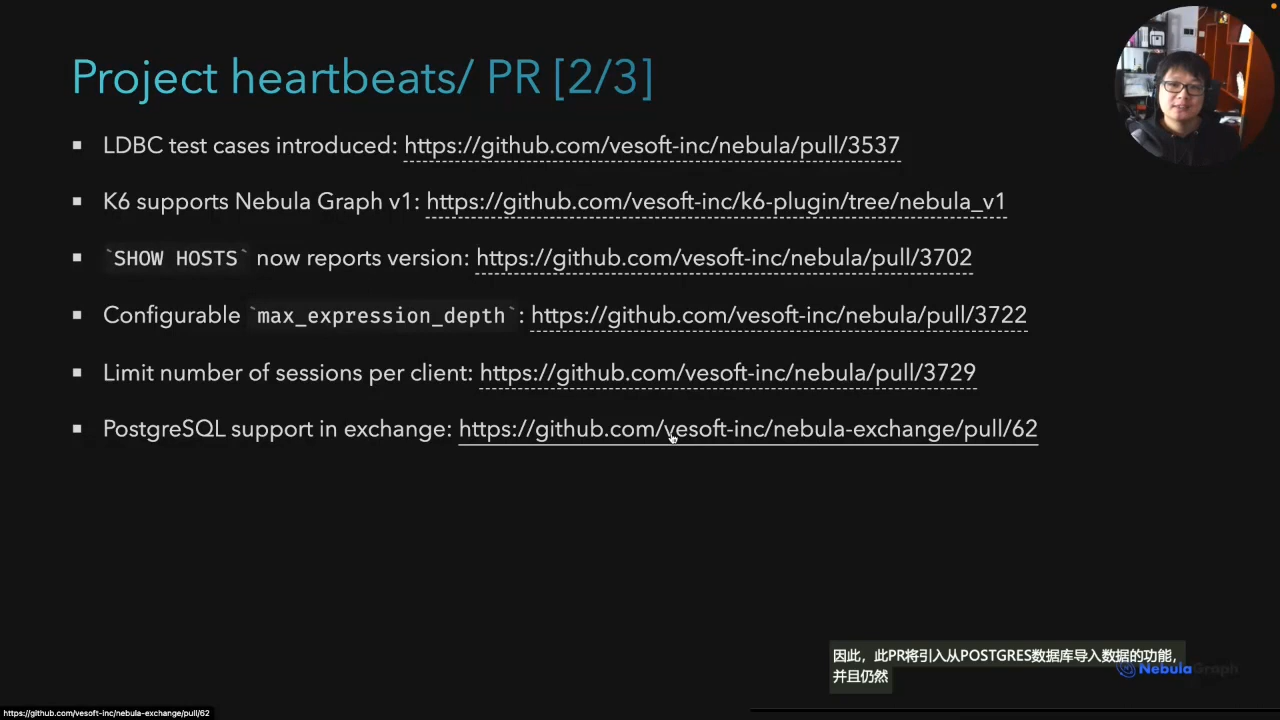 Project heartbeats/ PR [2/3]
▪ LDBC test cases introduced: https://github.com/vesoft-inc/nebula/pull/3537
▪ K6 supports Nebula Graph v1: https://github.com/vesoft-inc/k6-plugin/tree/nebula_v1
▪ `SHOW HOSTS` now reports version: https://github.com/vesoft-inc/nebula/pull/3702
▪ Configurable `max_expression_depth`: https://github.com/vesoft-inc/nebula/pull/3722
▪ Limit number of sessions per client: https://github.com/vesoft-inc/nebula/pull/3729
▪ PostgreSQL support in exchange: https://github.com/vesoft-inc/nebula-exchange/pull/62
因此，此PR将引入从POSTGRES数据库导入数据的功能，
并且仍然
NebulaGraph
https://github.com/vesoft-inc/nebula-exchange/pull/62